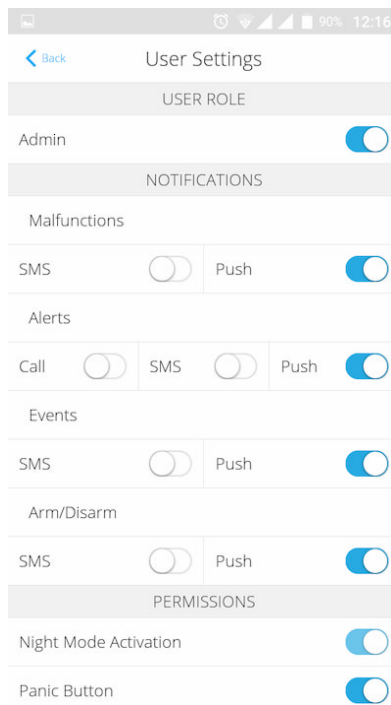 90% 12:16
Back User Settings
USER ROLE
Admin
NOTIFICATIONS
Malfunctions
SMS Push
Alerts
Call SMS Push
Events
SMS Push
Arm/Disarm
SMS Push
PERMISSIONS
Night Mode Activation
Panic Button